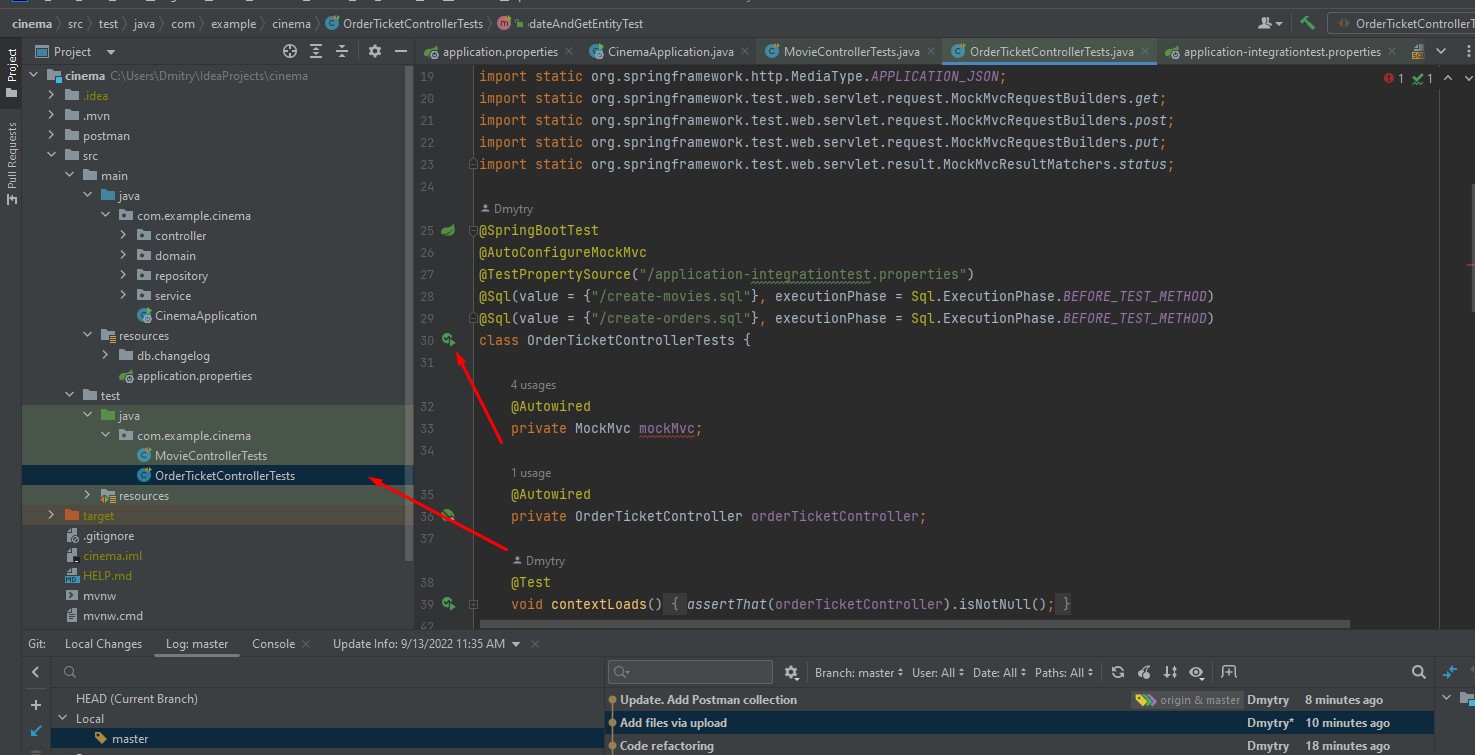 cinema src test java com example cinema OrderTicketControllerTests dateAndGetEntityTest OrderTicketControllerT
Project
application.properties CinemaApplication.java MovieControllerTests.java OrderTicketControllerTests.java application-integrationtest.properties
Project
Pull Requests
cinema C:\Users\Dmitry\IdeaProjects\cinema
.idea
.mvn
postman
src
main
java
com.example.cinema
controller
domain
repository
service
CinemaApplication
resources
db.changelog
application.properties
test
java
com.example.cinema
MovieControllerTests
OrderTicketControllerTests
resources
target
.gitignore
cinema.iml
HELP.md
mvnw
mvnw.cmd
1 1
19 import static org.springframework.http.MediaType.APPLICATION_JSON;
20 import static org.springframework.test.web.servlet.request.MockMvcRequestBuilders.get;
21 import static org.springframework.test.web.servlet.request.MockMvcRequestBuilders.post;
22 import static org.springframework.test.web.servlet.request.MockMvcRequestBuilders.put;
23 import static org.springframework.test.web.servlet.result.MockMvcResultMatchers.status;
24
Dmytry
25 @SpringBootTest
26 @AutoConfigureMockMvc
27 @TestPropertySource("/application-integrationtest.properties")
28 @Sql(value = {"/create-movies.sql"}, executionPhase = Sql.ExecutionPhase.BEFORE_TEST_METHOD)
29 @Sql(value = {"/create-orders.sql"}, executionPhase = Sql.ExecutionPhase.BEFORE_TEST_METHOD)
30 class OrderTicketControllerTests {
31
4 usages
32 @Autowired
33 private MockMvc mockMvc;
34
1 usage
35 @Autowired
36 private OrderTicketController orderTicketController;
37
Dmytry
38 @Test
39 void contextLoads() { assertThat(orderTicketController).isNotNull(); }
42
Git: Local Changes Log: master Console Update Info: 9/13/2022 11:35 AM
Branch: master User: All Date: All Paths: All
HEAD (Current Branch)
Local
master
Update. Add Postman collection origin & master Dmytry 8 minutes ago
Add files via upload Dmytry* 10 minutes ago
Code refactoring Dmytry 18 minutes ago